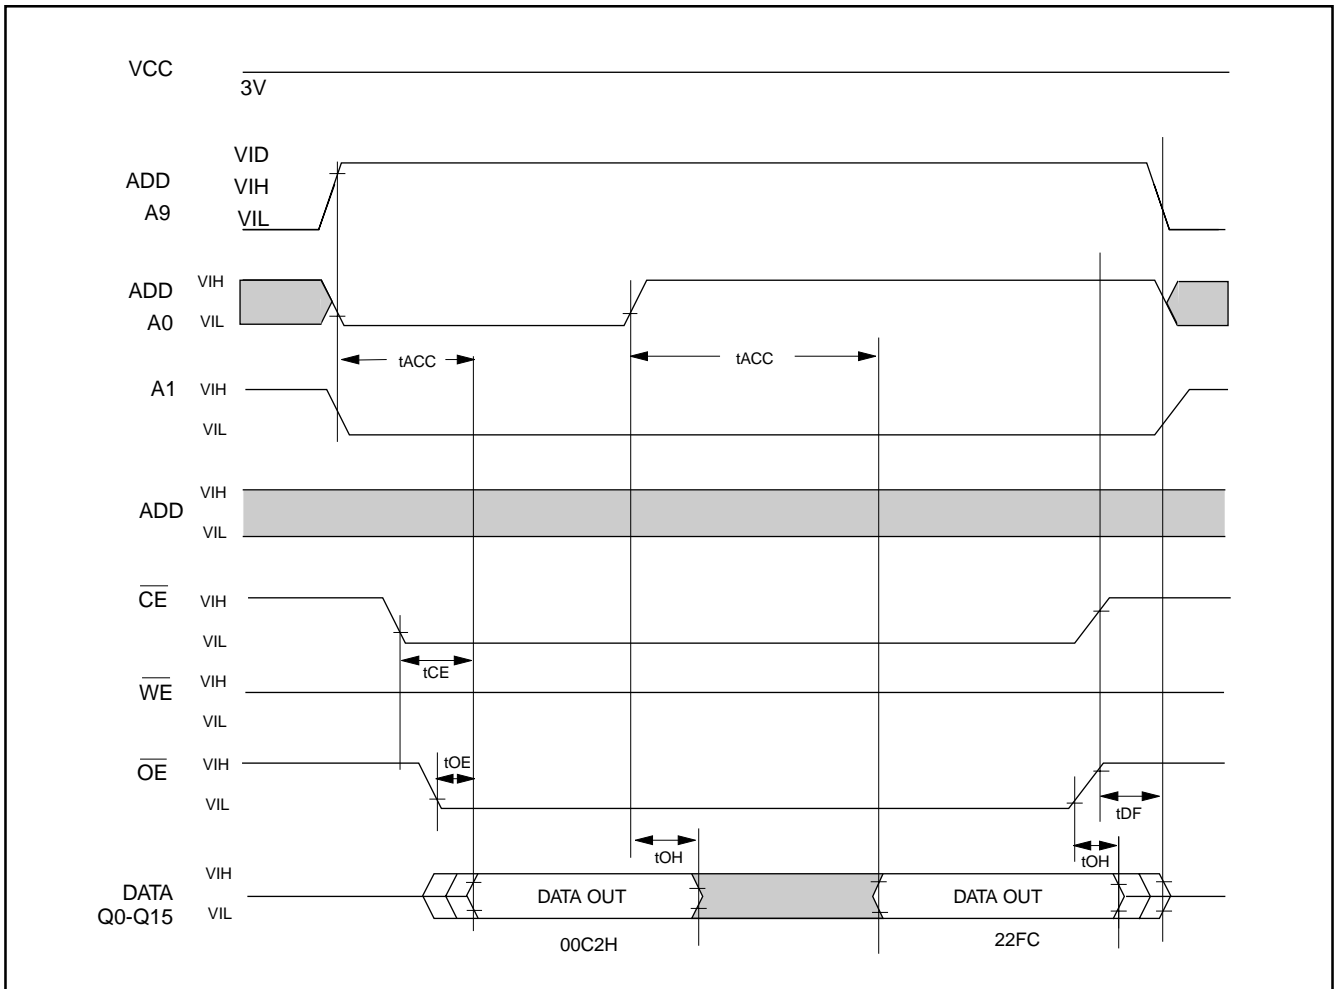 VCC
3V
VID
ADD
VIH
A9
VIL
VIH
ADD
A0
VIL
tACC
tACC
A1
VIH
VIL
VIH
ADD
VIL
CE
VIH
VIL
tCE
WE
VIH
VIL
OE
VIH
tOE
VIL
tDF
tOH
tOH
VIH
DATA
DATA OUT
DATA OUT
Q0-Q15
VIL
00C2H
22FC